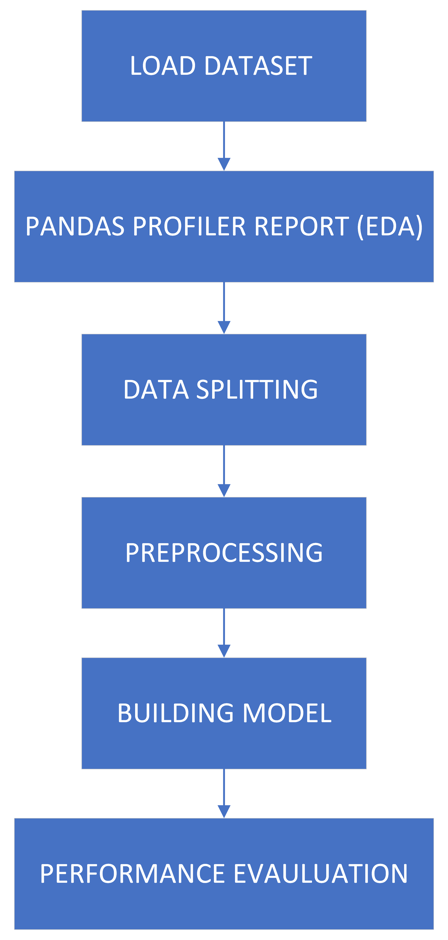 LOAD DATASET
PANDAS PROFILER REPORT (EDA)
DATA SPLITTING
PREPROCESSING
BUILDING MODEL
PERFORMANCE EVAULUATION